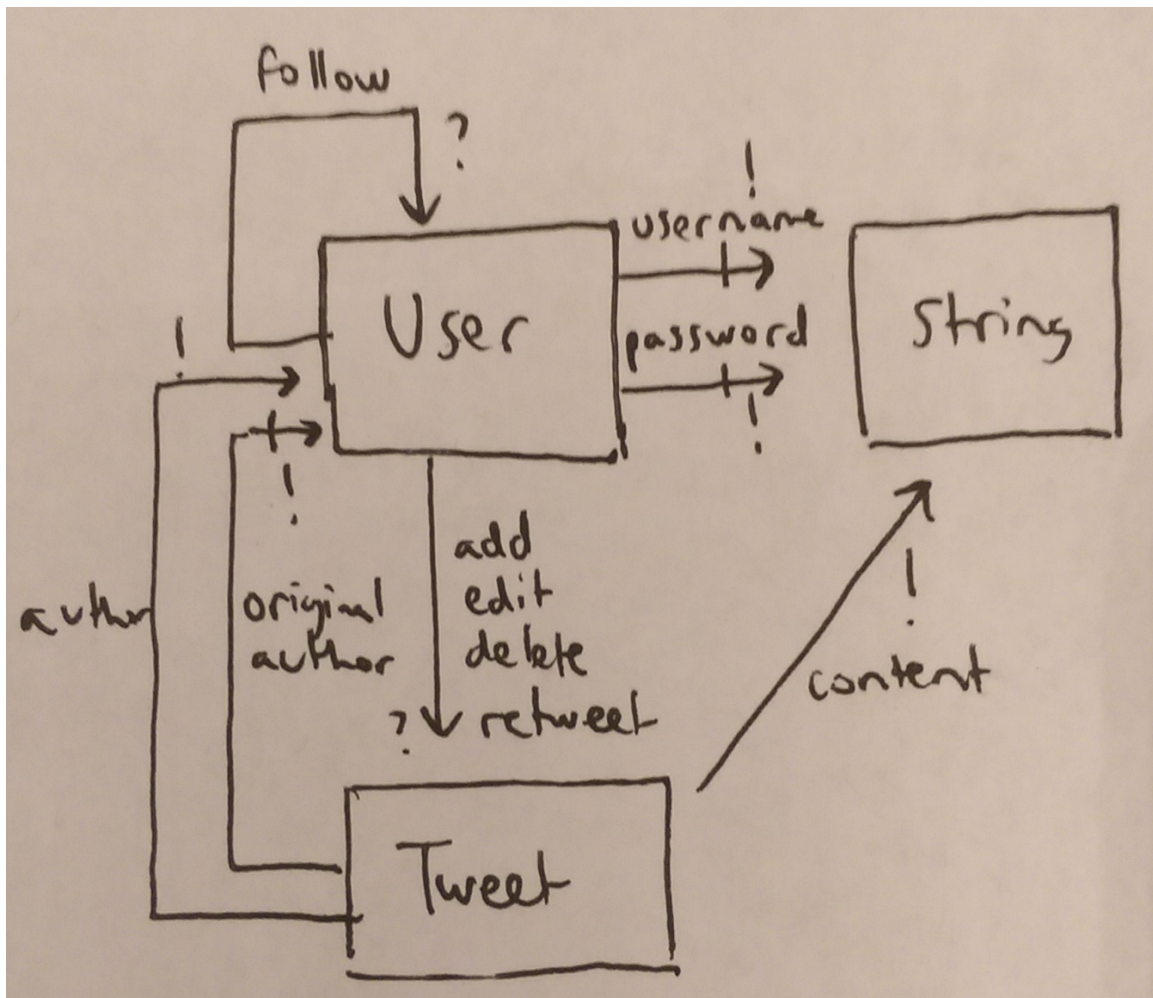 follow
?
!
username
User
password
String
!
!
!
author
original
author
add
edit
delete
? retweet
!
content
Tweet